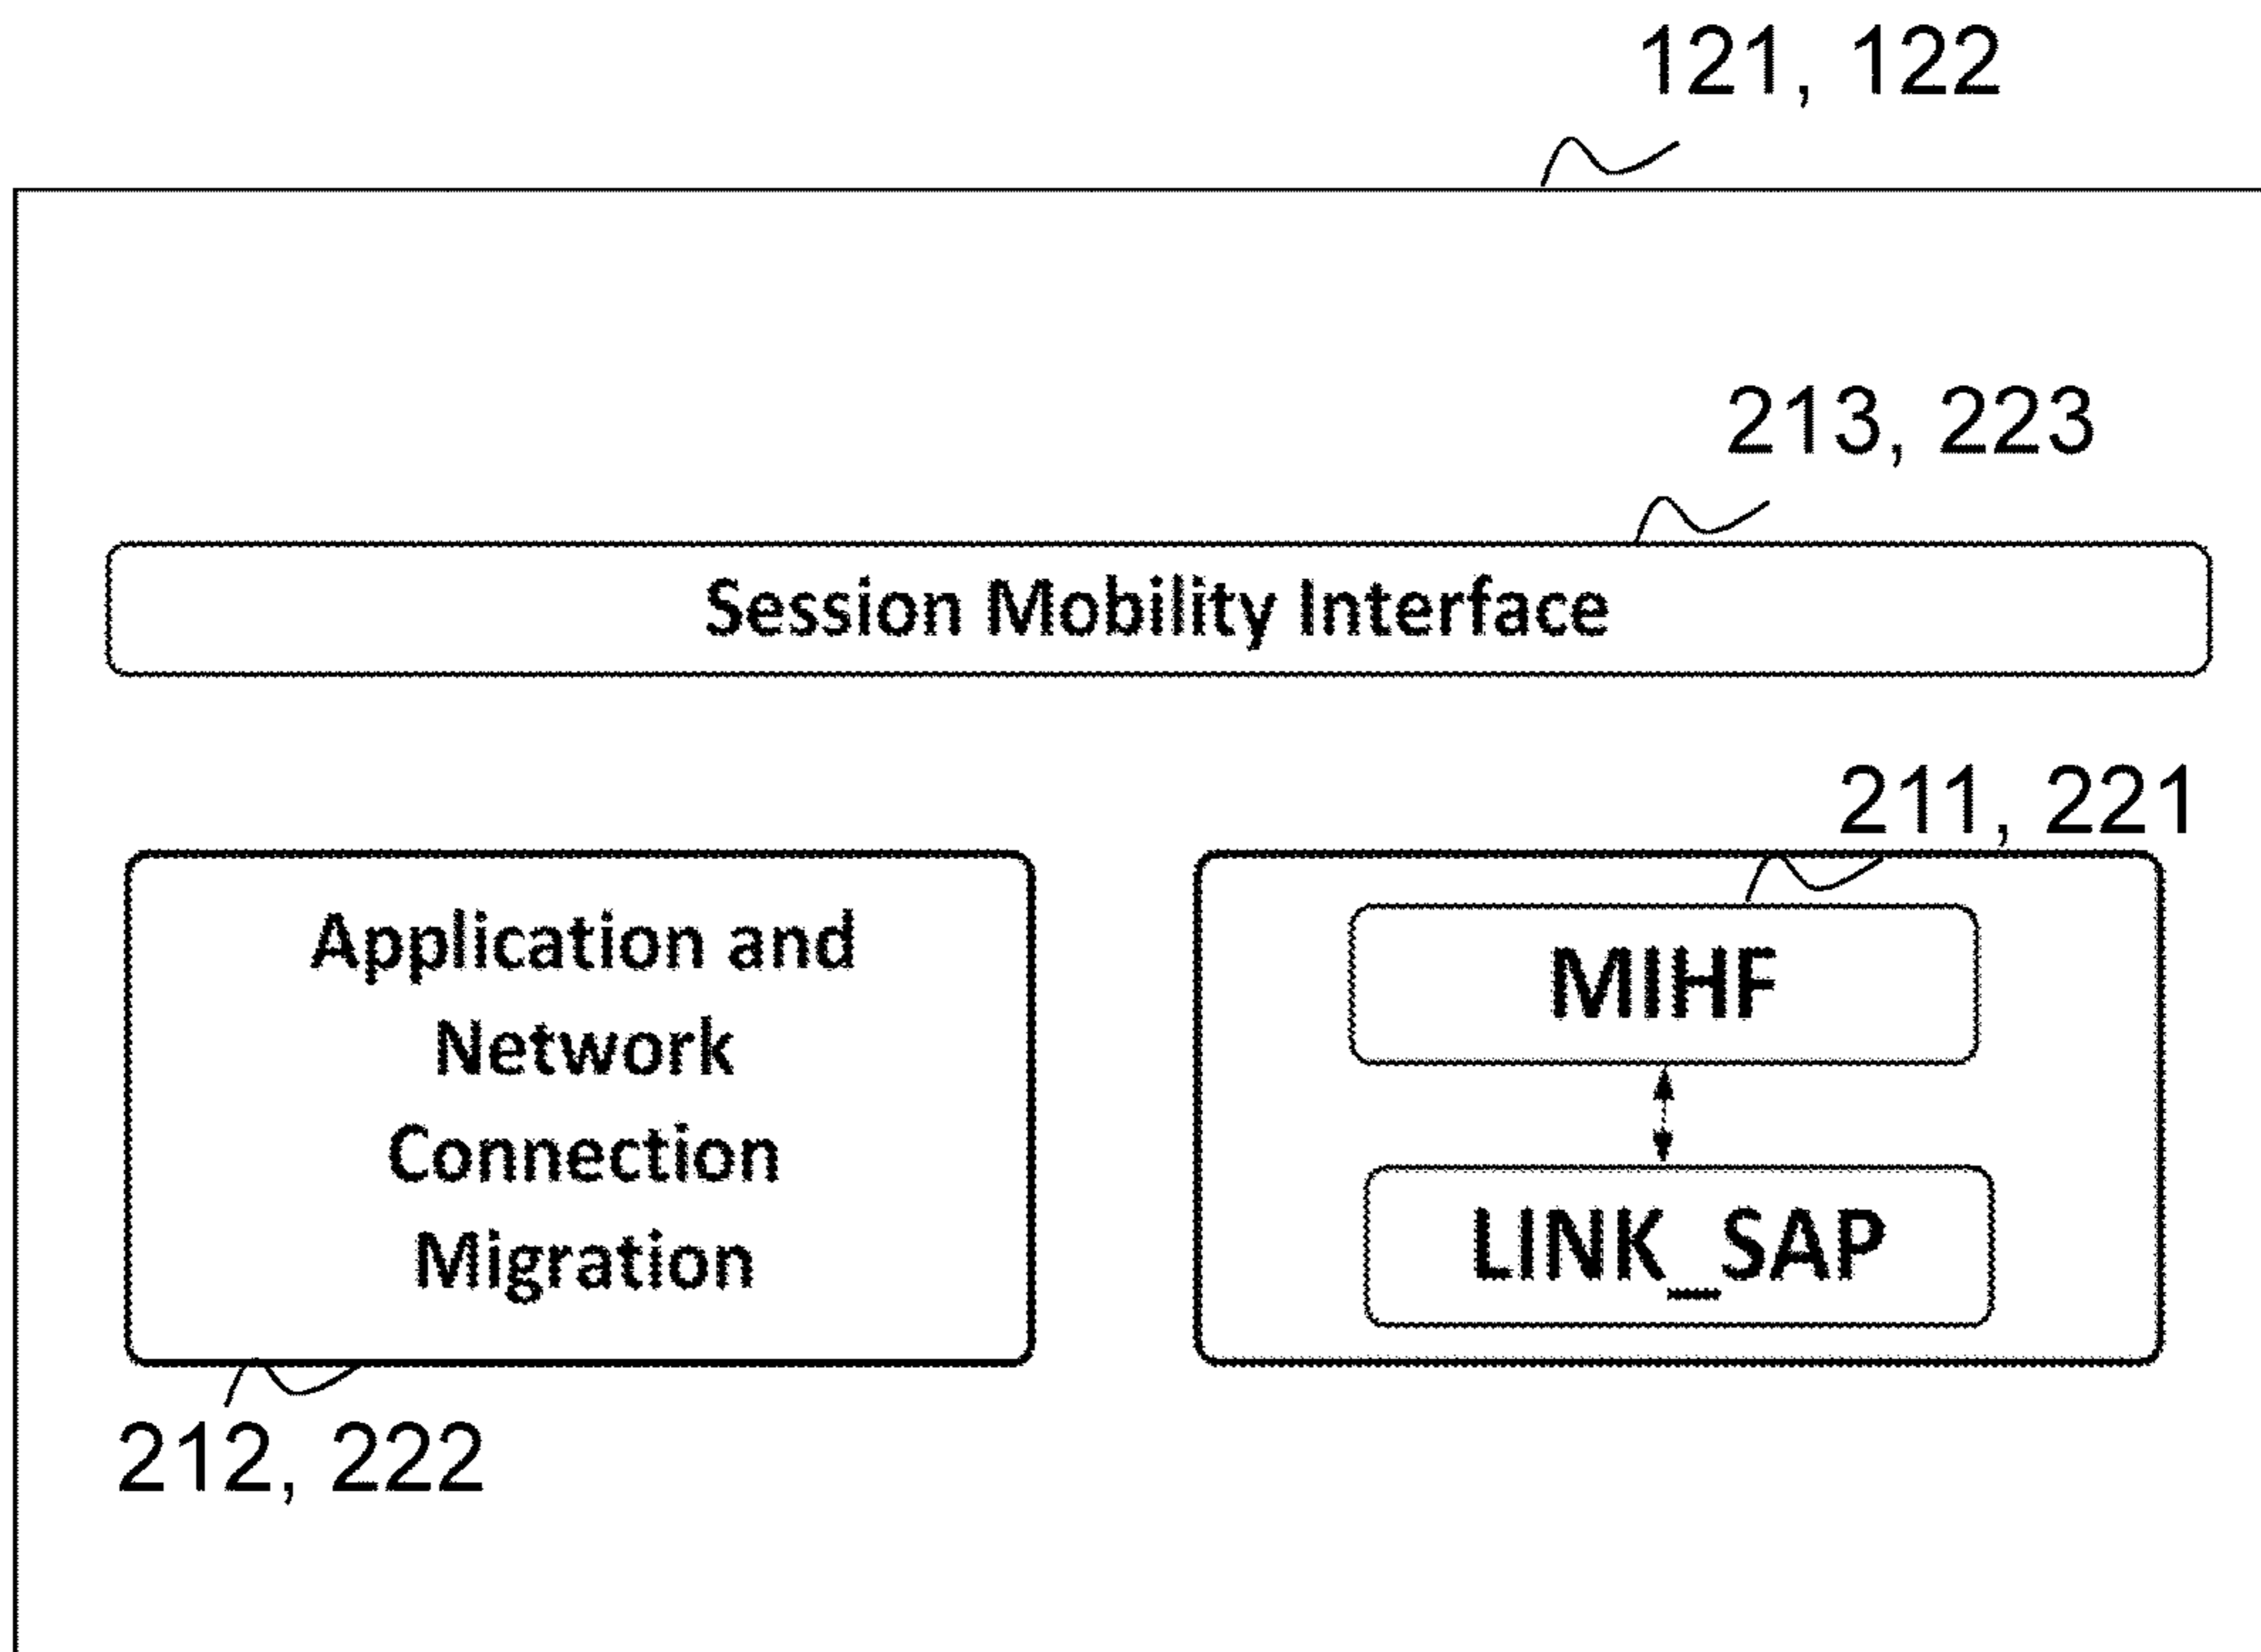 121, 122
213, 223
Session Mobility Interface
211, 221
Application and
Network
Connection
Migration
MIHF
LINK_SAP
212, 222